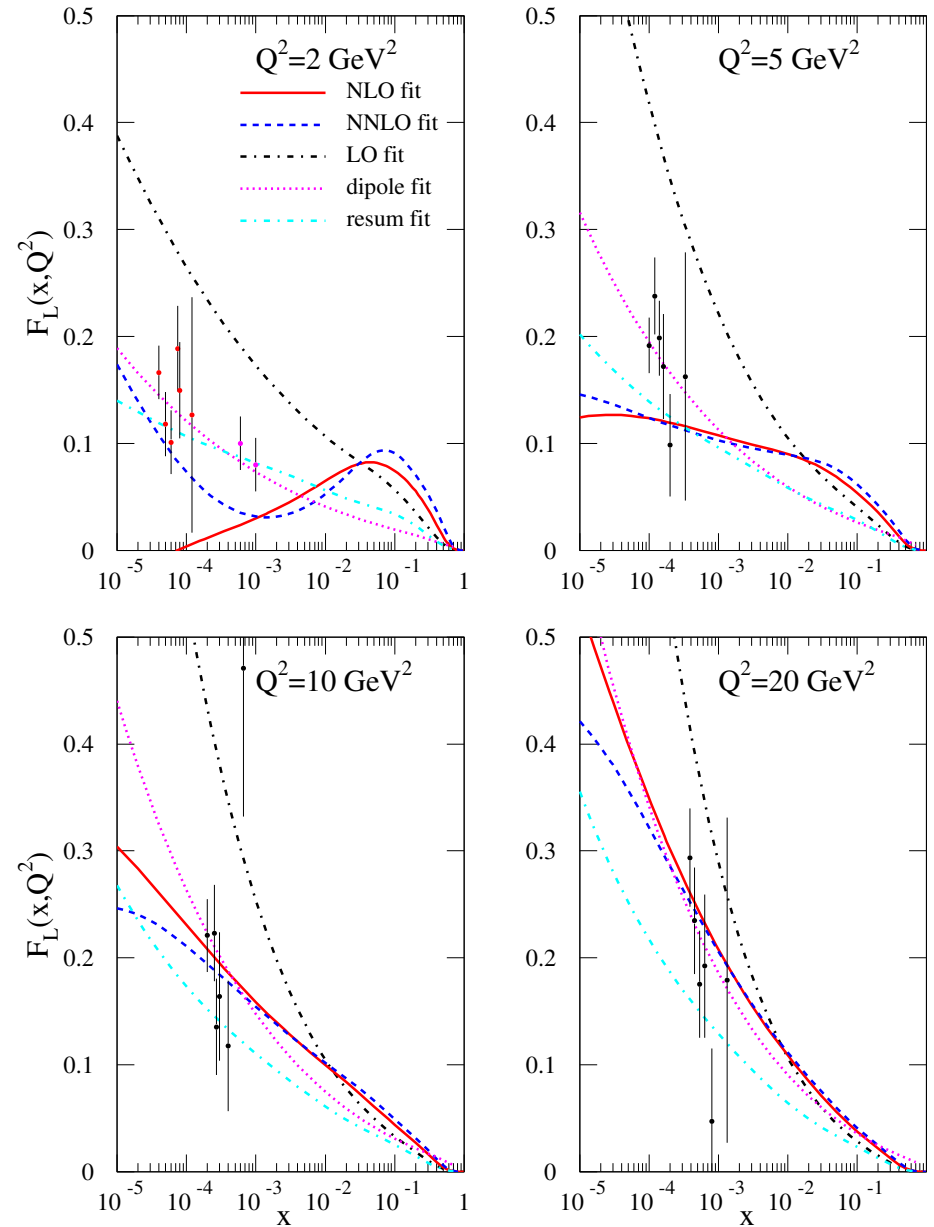 Q²=2 GeV²
NLO fit
NNLO fit
LO fit
dipole fit
resum fit
F_L(x,Q²)
0.5
0.4
0.3
0.2
0.1
0
10⁻⁵ 10⁻⁴ 10⁻³ 10⁻² 10⁻¹ 1
Q²=5 GeV²
0.5
0.4
0.3
0.2
0.1
0
10⁻⁵ 10⁻⁴ 10⁻³ 10⁻² 10⁻¹
Q²=10 GeV²
F_L(x,Q²)
0.5
0.4
0.3
0.2
0.1
0
10⁻⁵ 10⁻⁴ 10⁻³ 10⁻² 10⁻¹ 1
x
Q²=20 GeV²
0.5
0.4
0.3
0.2
0.1
0
10⁻⁵ 10⁻⁴ 10⁻³ 10⁻² 10⁻¹
x